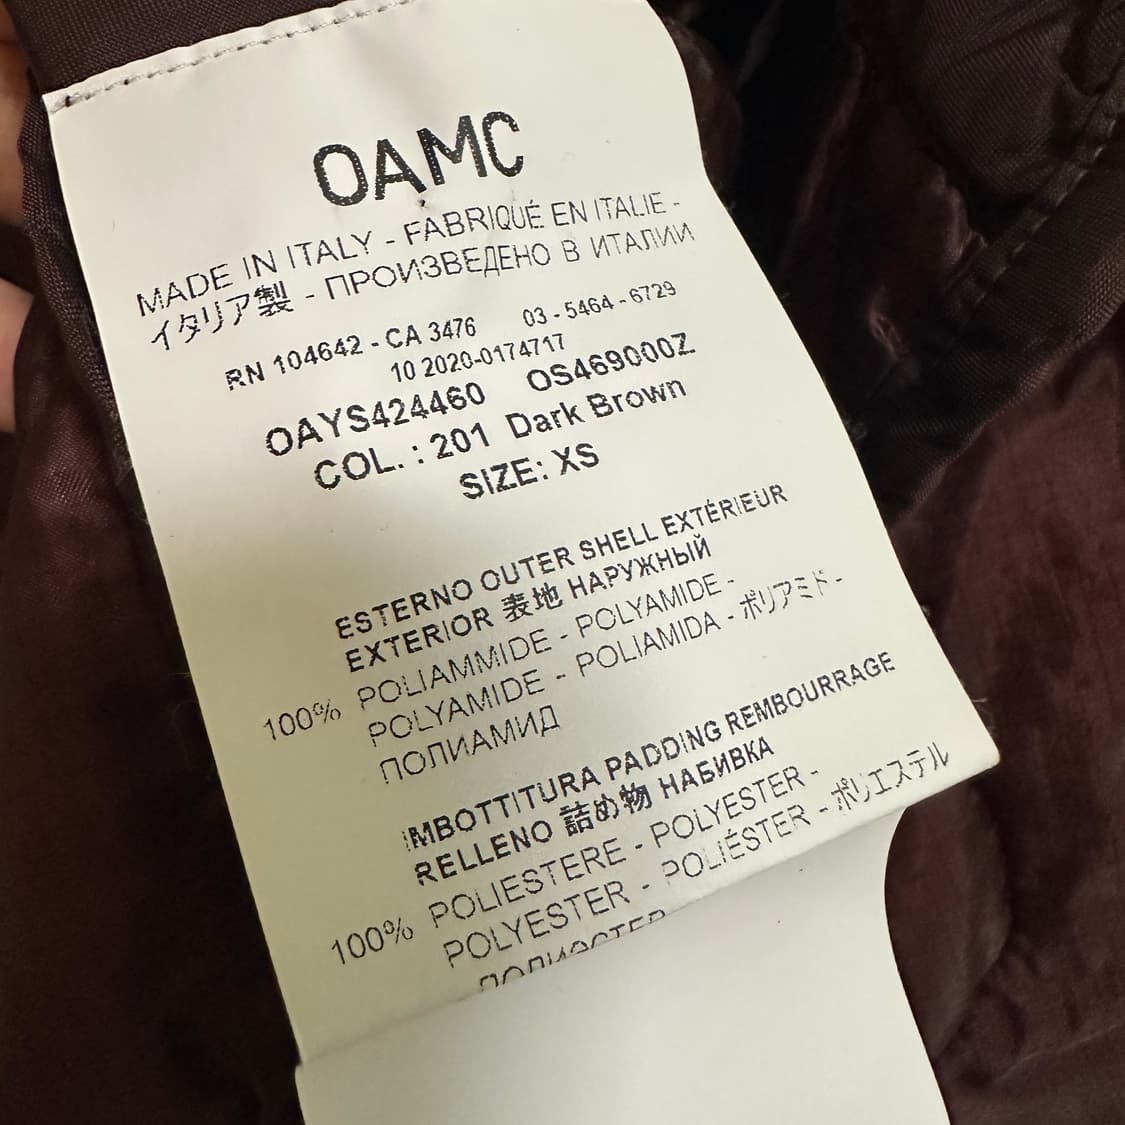 OAMC
MADE IN ITALY - FABRIQUÉ EN ITALIE -
イタリア製 - ПРОИЗВЕДЕНО В ИТАЛИИ
RN 104642 - CA 3476 03 - 5464 - 6729
10 2020-0174717
OAYS424460 OS469000Z
COL. : 201 Dark Brown
SIZE: XS
ESTERNO OUTER SHELL EXTÉRIEUR
EXTERIOR 表地 НАРУЖНЫЙ
100% POLIAMMIDE - POLYAMIDE -
POLYAMIDE - POLIAMIDA - ポリアミド -
ПОЛИАМИД
IMBOTTITURA PADDING REMBOURRAGE
RELLENO 詰め物 НАБИВКА
100% POLIESTERE - POLYESTER -
POLYESTER - POLIÉSTER - ポリエステル
ПОЛИЭСТЕР